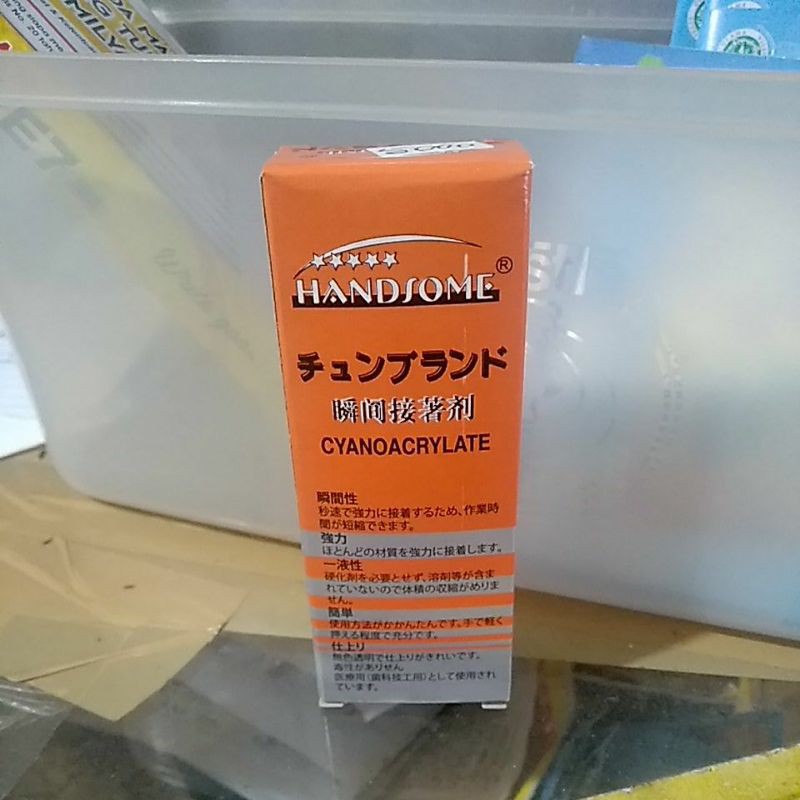 HANDSOME®
チュンブランド
瞬间接著剂
CYANOACRYLATE
瞬間性
秒速で強力に接着するため、作業時
間が短縮できます。
強力
ほとんどの材質を強力に接着します。
一液性
硬化剤を必要とせず、溶剤等が含ま
れていないので体積の収縮がめりま
せん。
簡単
使用方法がかかんたんです。手で軽く
押える程度で充分です。
仕上り
無色透明で仕上りがきれいです。
毒性がありせん
医療用(歯科技工用)として使用され
ています。
E7